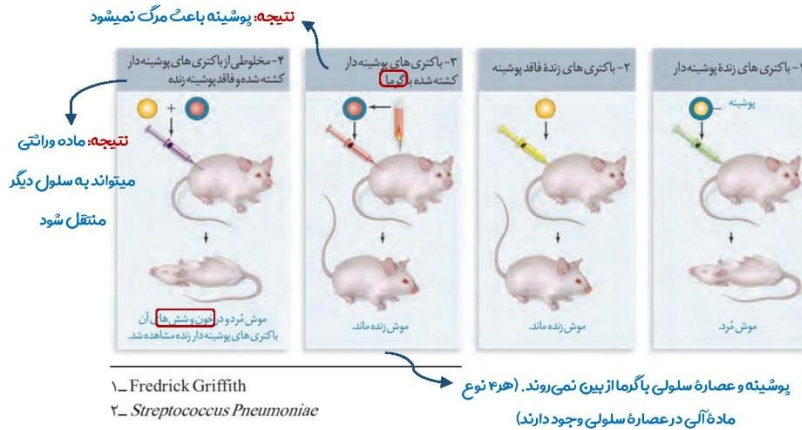 نتیجه: پوشینه باعث مرگ نمیشود
- باکتری های زندهٔ پوشینه‌دار
۲- باکتری های زندهٔ فاقد پوشینه
۳- باکتری های پوشینه‌دار
کشته شده با گرما
۴- مخلوطی از باکتری های پوشینه‌دار
کشته شده و فاقد پوشینه زنده
پوشینه
+
نتیجه: ماده وراثتی
میتواند به سلول دیگر
منتقل شود
موش مُرد.
موش زنده ماند.
موش زنده ماند.
موش مُرد و در خون و شش های آن
باکتری های پوشینه‌دار زنده مشاهده شد.
۱_ Fredrick Griffith
۲_ Streptococcus Pneumoniae
پوشینه و عصارهٔ سلولی با گرما از بین نمی‌روند. (هر ۴ نوع
مادهٔ آلی در عصارهٔ سلولی وجود دارند)